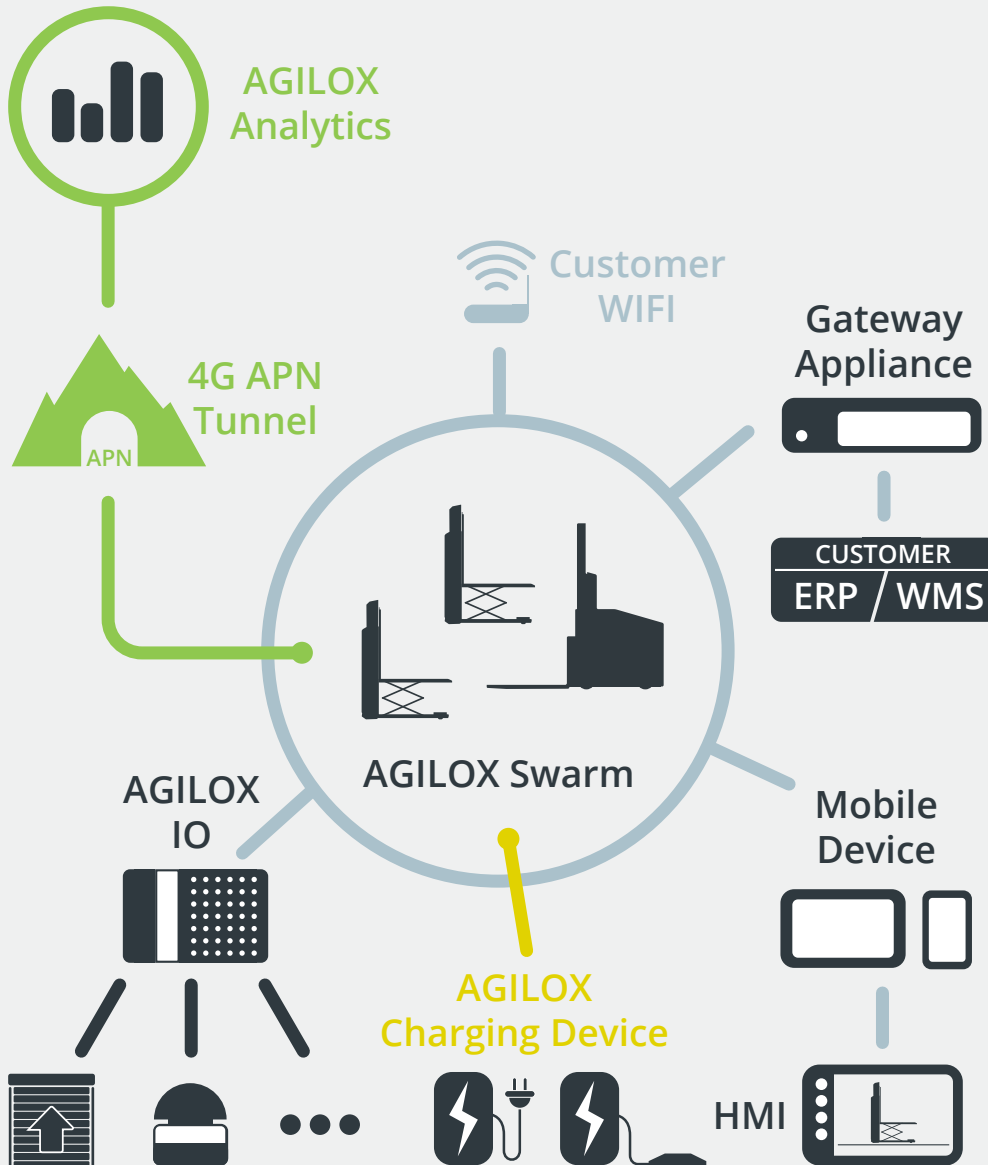 AGILOX
Analytics
Customer
WIFI
Gateway
Appliance
4G APN
Tunnel
APN
CUSTOMER
ERP / WMS
AGILOX Swarm
AGILOX
IO
Mobile
Device
AGILOX
Charging Device
HMI